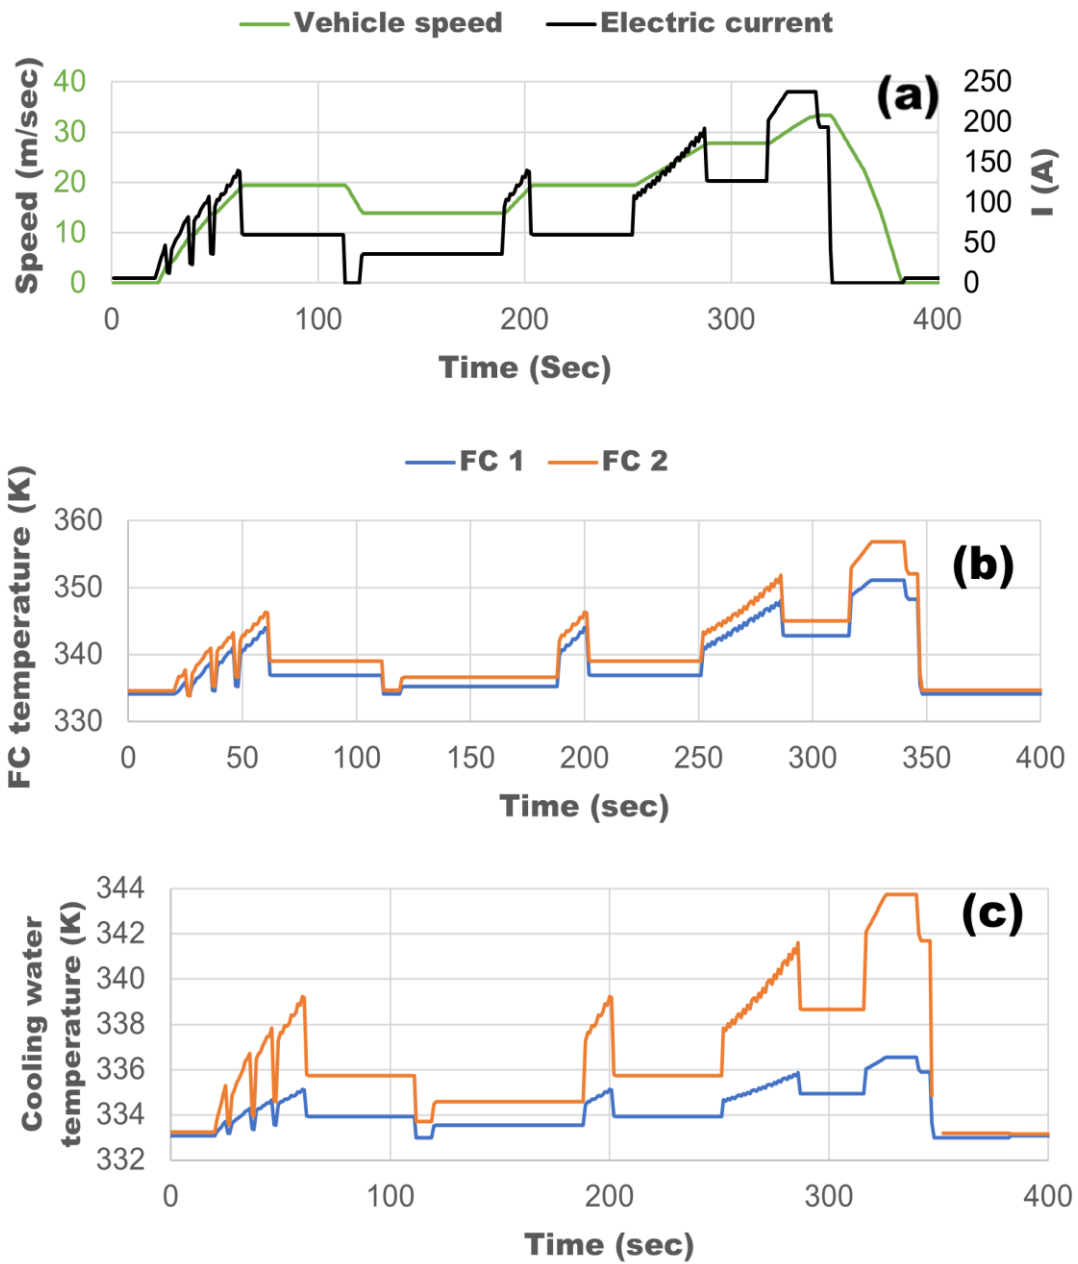 Vehicle speed Electric current
Speed (m/sec)
40 250
30 200
20 150
10 100
0 50
0
I (A)
(a)
0 100 200 300 400
Time (Sec)
FC 1 FC 2
FC temperature (K)
360
350
340
330
(b)
0 50 100 150 200 250 300 350 400
Time (sec)
Cooling water
temperature (K)
344
342
340
338
336
334
332
(c)
0 100 200 300 400
Time (sec)